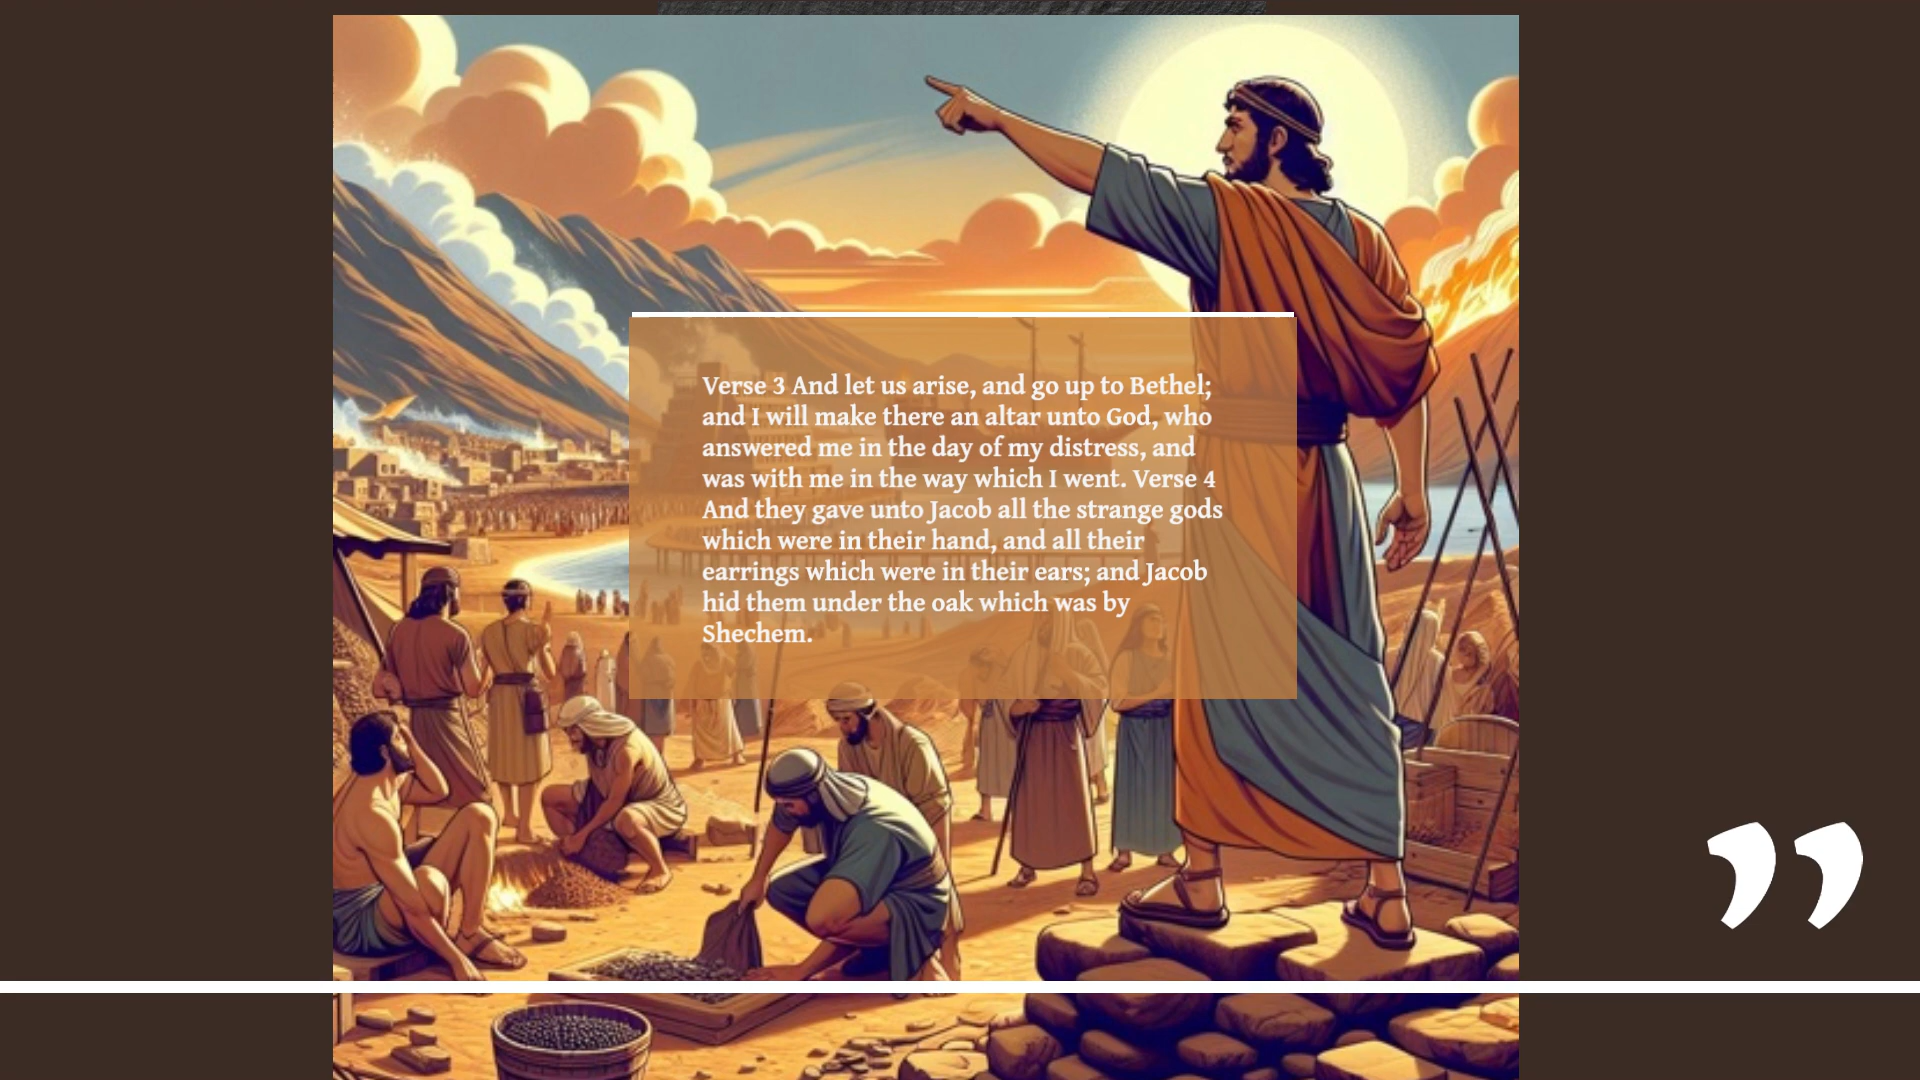 Verse 3 And let us arise, and go up to Bethel;
and I will make there an altar unto God, who
answered me in the day of my distress, and
was with me in the way which I went. Verse 4
And they gave unto Jacob all the strange gods
which were in their hand, and all their
earrings which were in their ears; and Jacob
hid them under the oak which was by
Shechem.
”